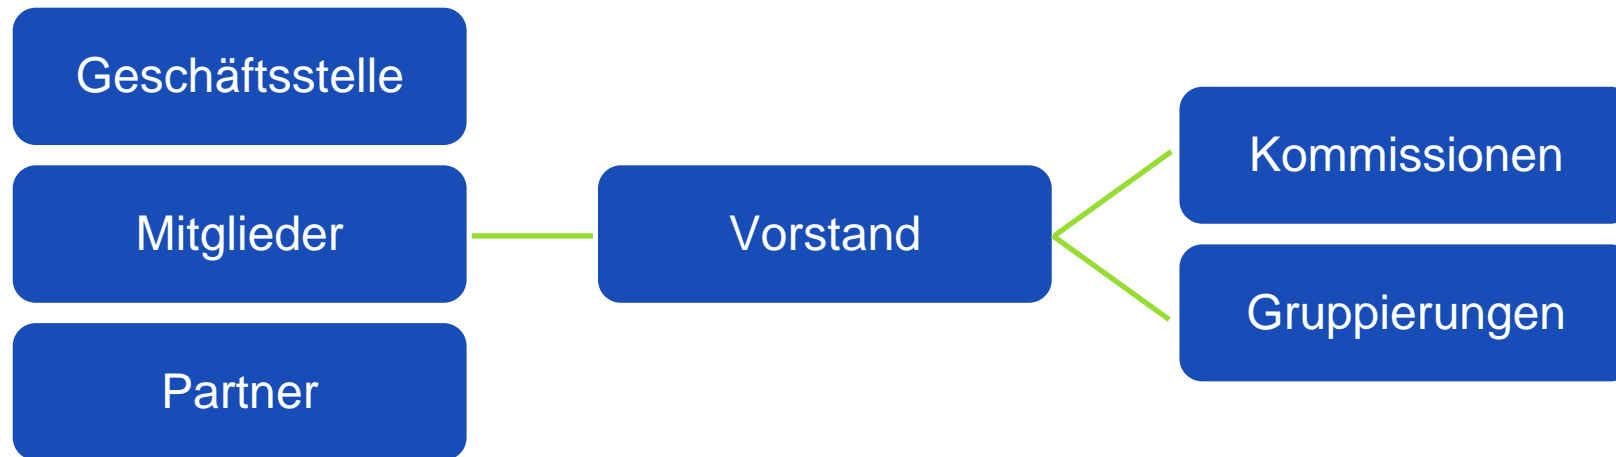 Geschäftsstelle
Mitglieder
Partner
Vorstand
Kommissionen
Gruppierungen